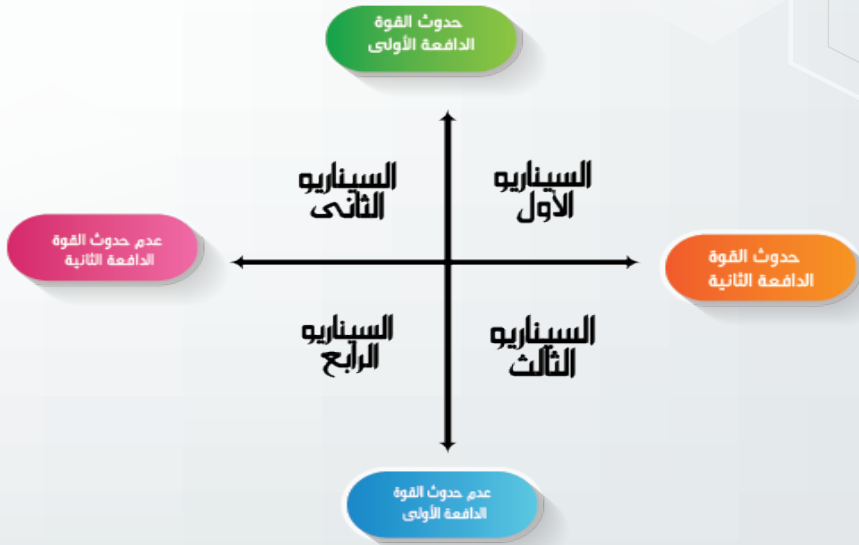 حدوث القوة
الدافعة الأولى
السيناريو
الأول
السيناريو
الثانى
حدوث القوة
الدافعة الثانية
عدم حدوث القوة
الدافعة الثانية
السيناريو
الثالث
السيناريو
الرابع
عدم حدوث القوة
الدافعة الأولى